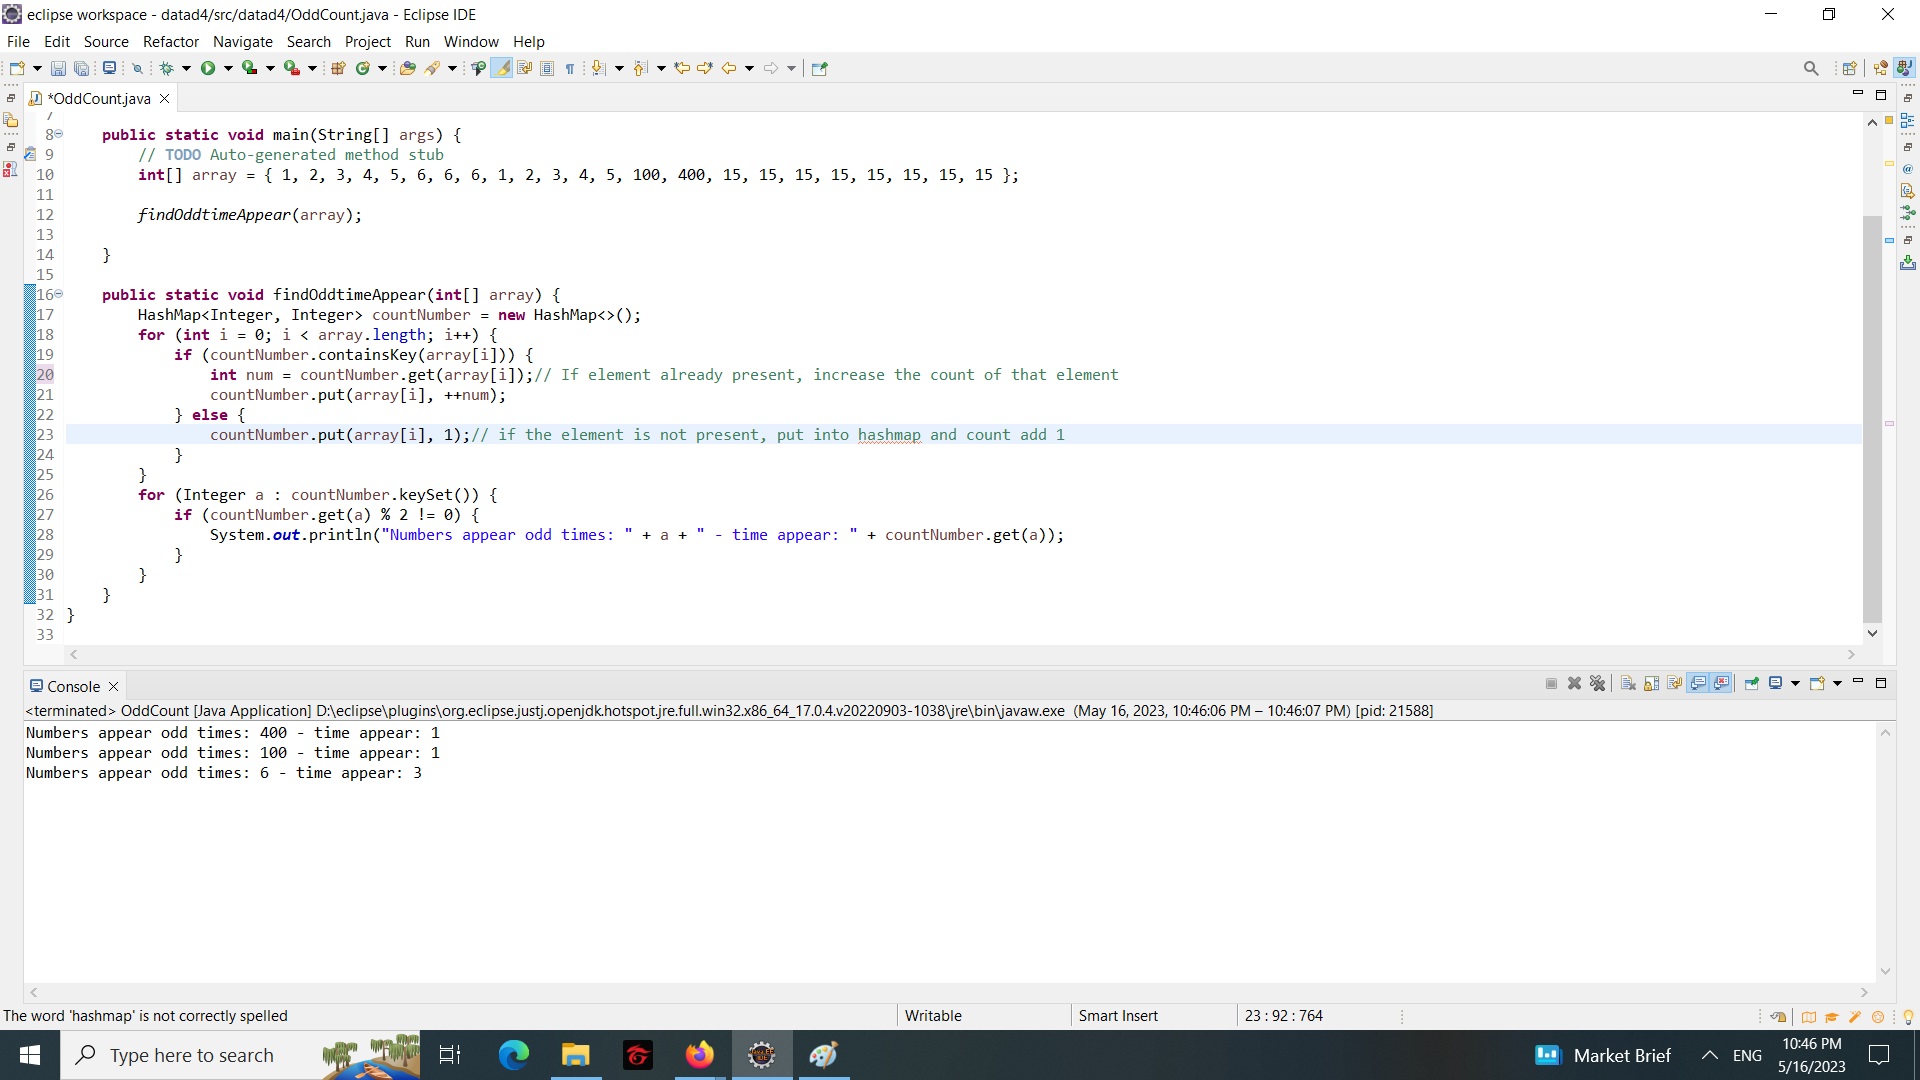 eclipse workspace - datad4/src/datad4/OddCount.java - Eclipse IDE
File Edit Source Refactor Navigate Search Project Run Window Help
*OddCount.java
7
8 public static void main(String[] args) {
9 // TODO Auto-generated method stub
10 int[] array = { 1, 2, 3, 4, 5, 6, 6, 6, 1, 2, 3, 4, 5, 100, 400, 15, 15, 15, 15, 15, 15, 15, 15 };
11
12 findOddtimeAppear(array);
13
14 }
15
16 public static void findOddtimeAppear(int[] array) {
17 HashMap<Integer, Integer> countNumber = new HashMap<>();
18 for (int i = 0; i < array.length; i++) {
19 if (countNumber.containsKey(array[i])) {
20 int num = countNumber.get(array[i]);// If element already present, increase the count of that element
21 countNumber.put(array[i], ++num);
22 } else {
23 countNumber.put(array[i], 1);// if the element is not present, put into hashmap and count add 1
24 }
25 }
26 for (Integer a : countNumber.keySet()) {
27 if (countNumber.get(a) % 2 != 0) {
28 System.out.println("Numbers appear odd times: " + a + " - time appear: " + countNumber.get(a));
29 }
30 }
31 }
32 }
33
Console
<terminated> OddCount [Java Application] D:\eclipse\plugins\org.eclipse.justj.openjdk.hotspot.jre.full.win32.x86_64_17.0.4.v20220903-1038\jre\bin\javaw.exe (May 16, 2023, 10:46:06 PM – 10:46:07 PM) [pid: 21588]
Numbers appear odd times: 400 - time appear: 1
Numbers appear odd times: 100 - time appear: 1
Numbers appear odd times: 6 - time appear: 3
The word 'hashmap' is not correctly spelled
Writable
Smart Insert
23 : 92 : 764
Type here to search
Market Brief
ENG
10:46 PM
5/16/2023